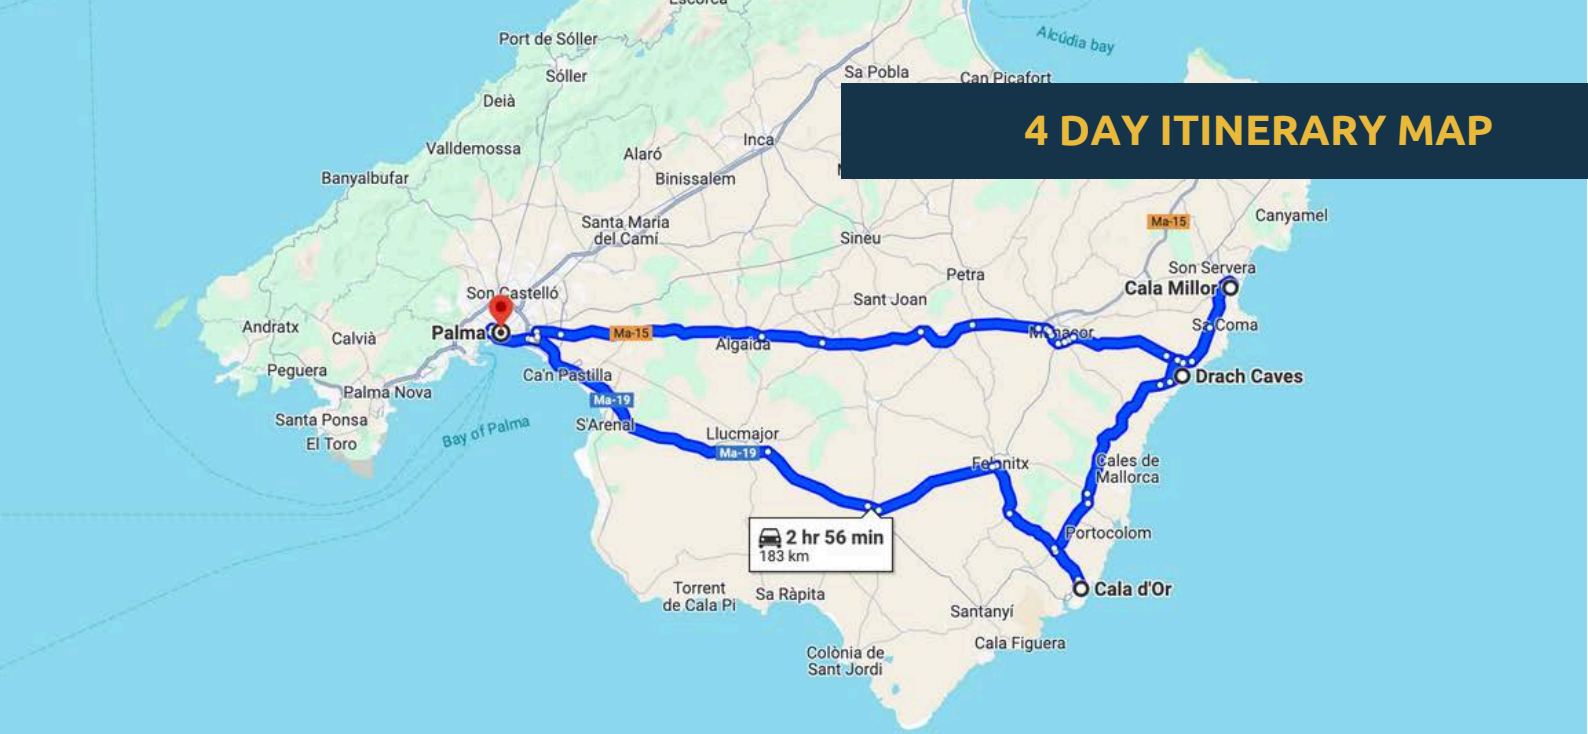 Escorca
Port de Sóller
Alcúdia bay
Sóller
Sa Pobla
Can Picafort
Deià
4 DAY ITINERARY MAP
Inca
Valldemossa
Alaró
Banyalbufar
Binissalem
Santa Maria
del Camí
Ma-15
Canyamel
Sineu
Son Servera
Petra
Cala Millor
Son Castelló
Sant Joan
Andratx
Calvià
Palma
Ma-15
Algaida
Manacor
Sa Coma
Peguera
Ca'n Pastilla
Drach Caves
Palma Nova
Ma-19
Santa Ponsa
El Toro
Bay of Palma
S'Arenal
Llucmajor
Ma-19
Felanitx
Cales de
Mallorca
2 hr 56 min
183 km
Portocolom
Torrent
de Cala Pi
Sa Ràpita
Cala d'Or
Santanyí
Cala Figuera
Colònia de
Sant Jordi